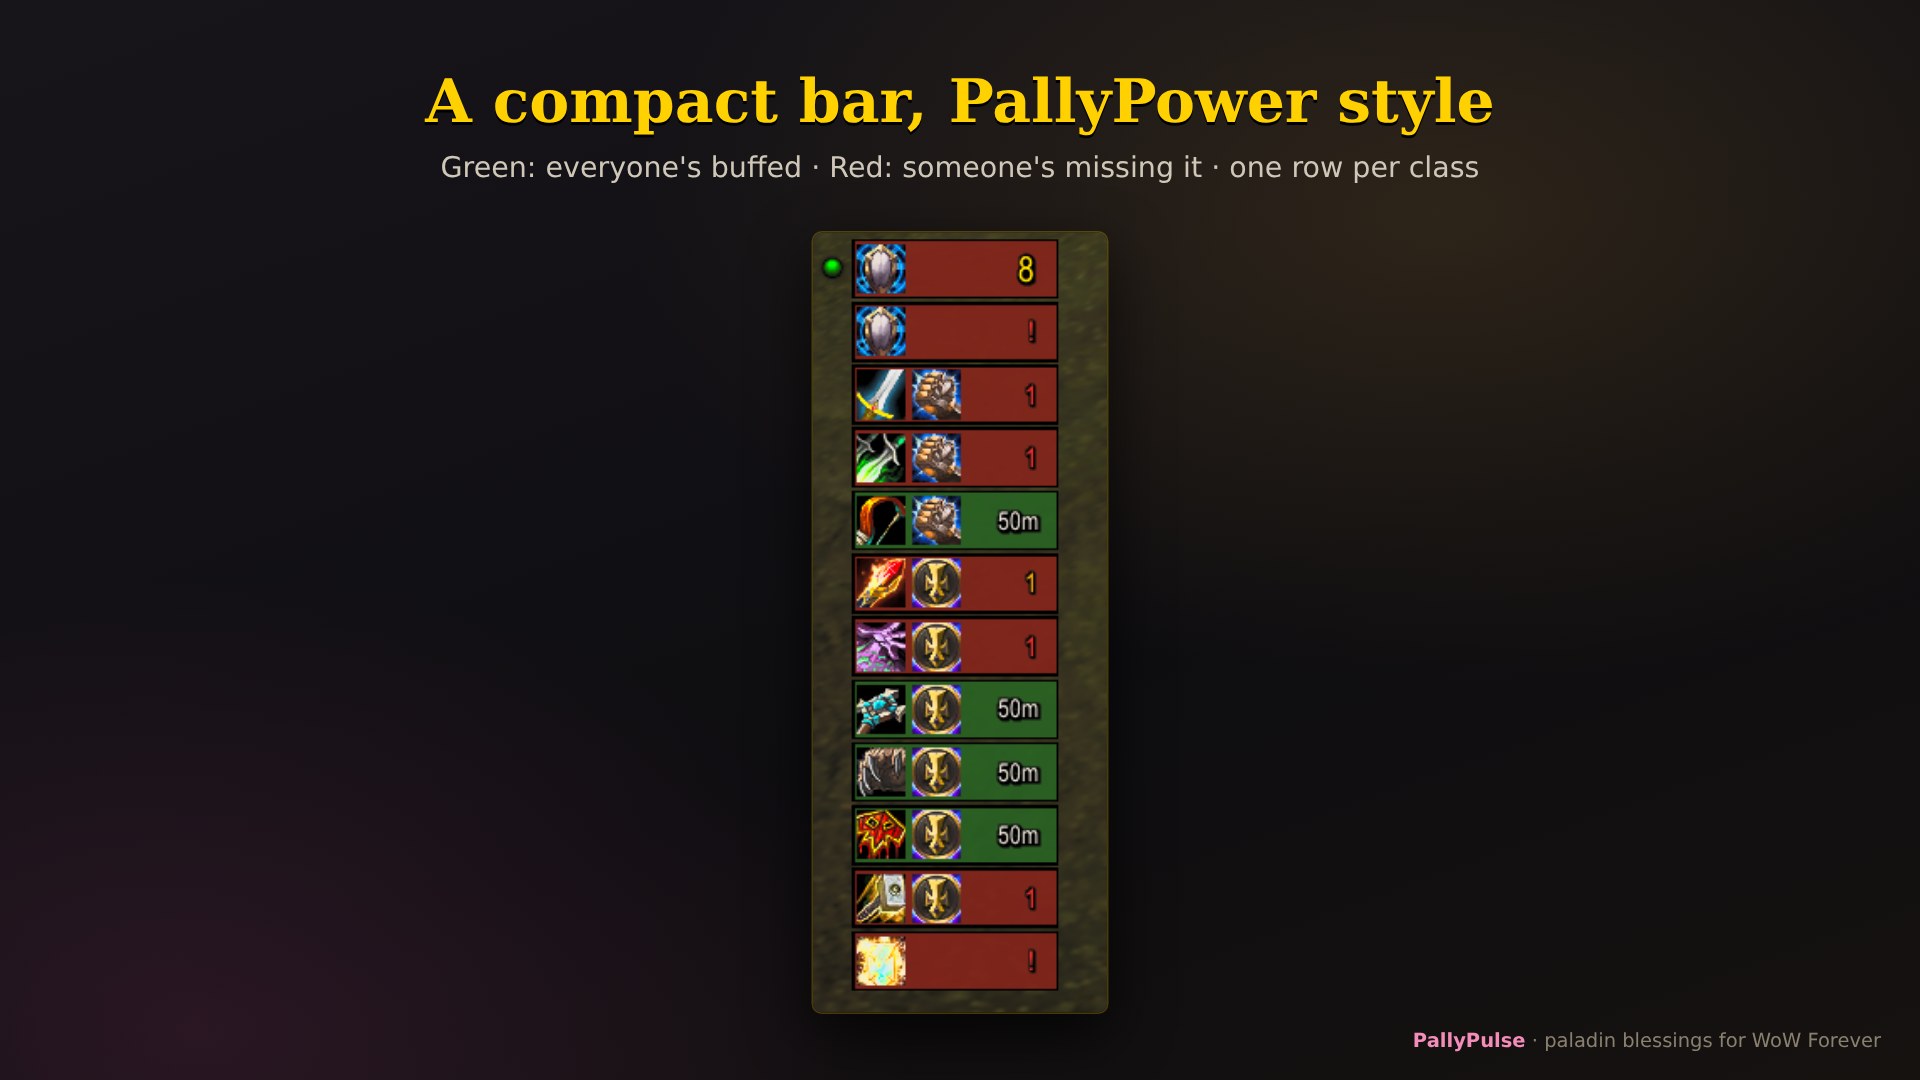 A compact bar, PallyPower style
Green: everyone's buffed · Red: someone's missing it · one row per class
8
!
1
1
50m
1
1
50m
50m
50m
1
!
PallyPulse · paladin blessings for WoW Forever